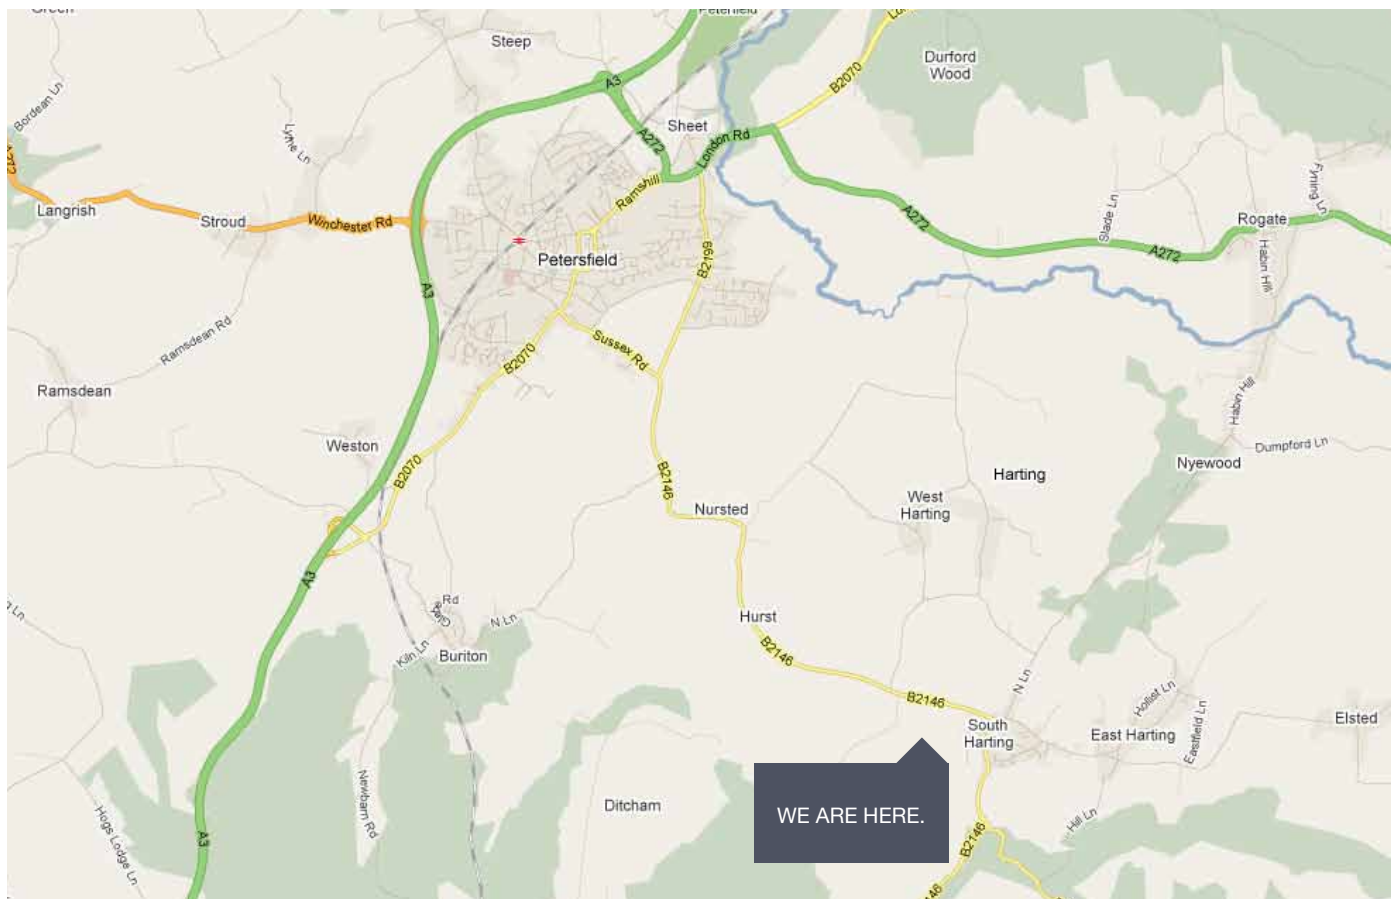 Steep
Durford
Wood
A3
B2070
Bordean Ln
Lythe Ln
Sheet
A272
London Rd
A272
Ramshill
Fyning Ln
Langrish
Stroud
Winchester Rd
A272
Slade Ln
Rogate
B2199
A272
Habin Hill
Petersfield
A3
Ramsdean Rd
Sussex Rd
B2070
Ramsdean
Habin Hill
Weston
Dumpford Ln
B2070
Nyewood
Harting
B2146
West
Harting
Nursted
A3
Rd
N Ln
Hurst
Kiln Ln
Buriton
B2146
N Ln
Hollist Ln
B2146
Eastfield Ln
South
Harting
East Harting
Elsted
Newbarn Rd
Ditcham
WE ARE HERE.
Hogs Lodge Ln
A3
Hill Ln
B2146